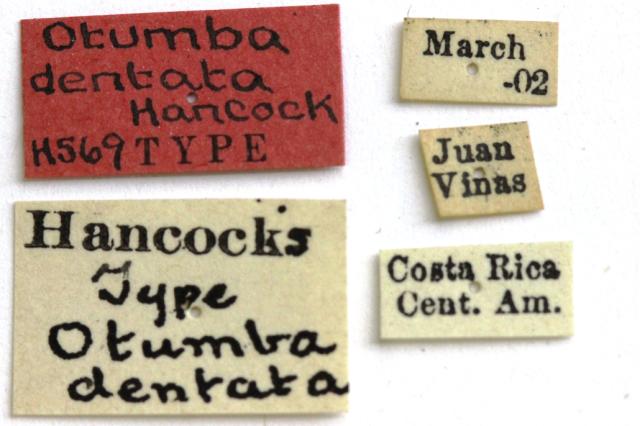 Otumba
dentata
Hancock
H569 TYPE
Hancocks
Type
Otumba
dentata
March
-02
Juan
Vinas
Costa Rica
Cent. Am.